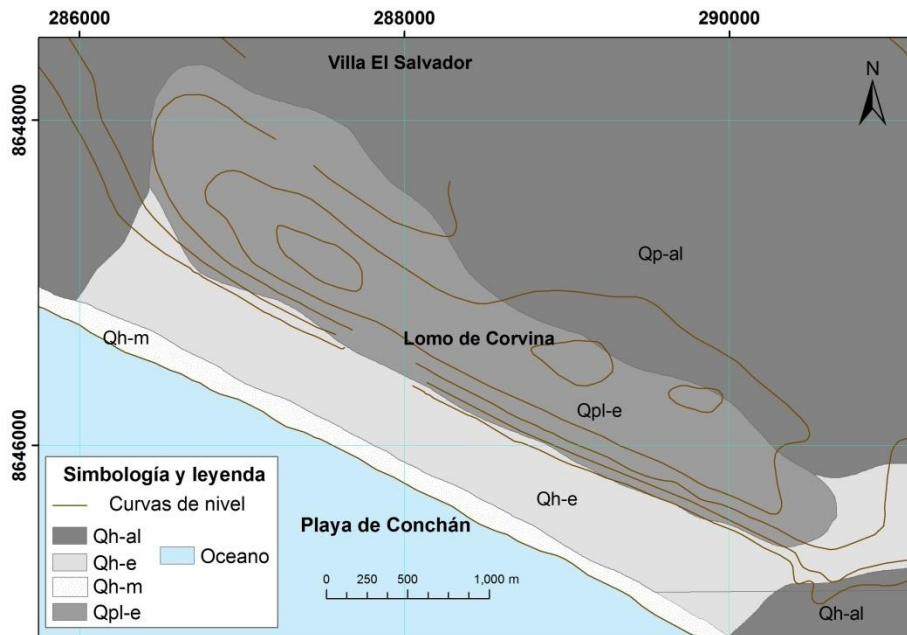 286000
288000
290000
Villa El Salvador
N
8648000
Qp-al
Qh-m
Lomo de Corvina
Qpl-e
8646000
Qh-e
Playa de Conchán
Qh-al
Simbología y leyenda
Curvas de nivel
Qh-al
Qh-e
Oceano
Qh-m
Qpl-e
0 250 500 1,000 m